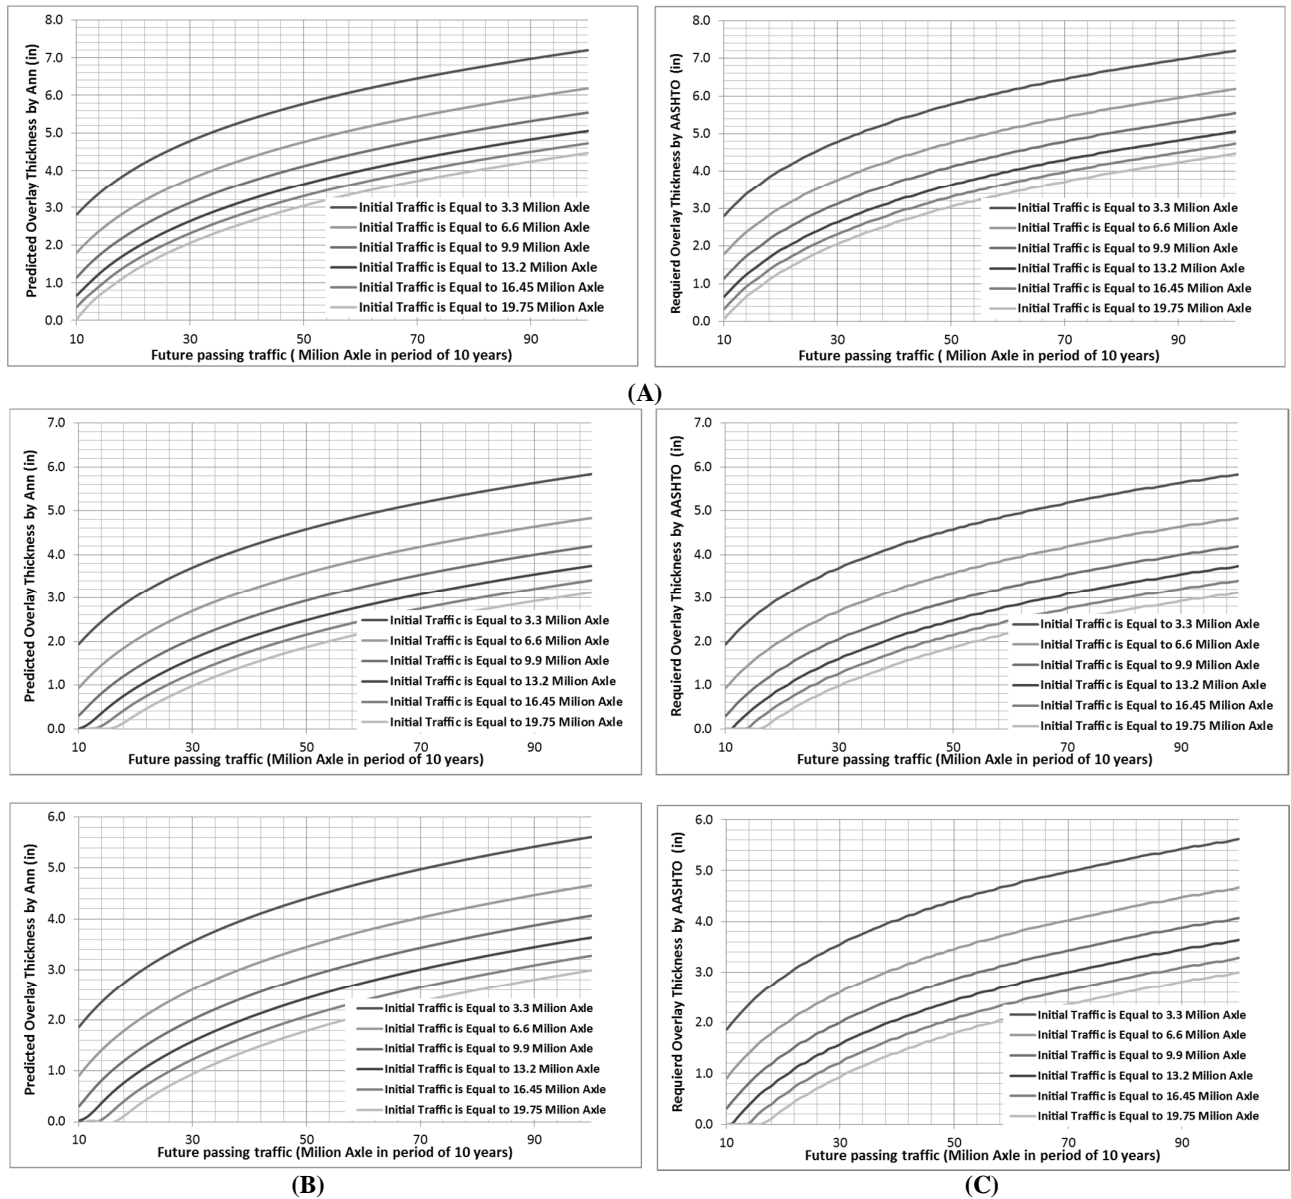 Predicted Overlay Thickness by Ann (in)
8.0
7.0
6.0
5.0
4.0
3.0
2.0
1.0
0.0
Initial Traffic is Equal to 3.3 Milion Axle
Initial Traffic is Equal to 6.6 Milion Axle
Initial Traffic is Equal to 9.9 Milion Axle
Initial Traffic is Equal to 13.2 Milion Axle
Initial Traffic is Equal to 16.45 Milion Axle
Initial Traffic is Equal to 19.75 Milion Axle
10 30 50 70 90
Future passing traffic ( Milion Axle in period of 10 years)
Requierd Overlay Thickness by AASHTO (in)
8.0
7.0
6.0
5.0
4.0
3.0
2.0
1.0
0.0
Initial Traffic is Equal to 3.3 Milion Axle
Initial Traffic is Equal to 6.6 Milion Axle
Initial Traffic is Equal to 9.9 Milion Axle
Initial Traffic is Equal to 13.2 Milion Axle
Initial Traffic is Equal to 16.45 Milion Axle
Initial Traffic is Equal to 19.75 Milion Axle
10 30 50 70 90
Future passing traffic ( Milion Axle in period of 10 years)
(A)
Predicted Overlay Thickness by Ann (in)
7.0
6.0
5.0
4.0
3.0
2.0
1.0
0.0
Initial Traffic is Equal to 3.3 Milion Axle
Initial Traffic is Equal to 6.6 Milion Axle
Initial Traffic is Equal to 9.9 Milion Axle
Initial Traffic is Equal to 13.2 Milion Axle
Initial Traffic is Equal to 16.45 Milion Axle
Initial Traffic is Equal to 19.75 Milion Axle
10 30 50 70 90
Future passing traffic (Milion Axle in period of 10 years)
Requierd Overlay Thickness by AASHTO (in)
7.0
6.0
5.0
4.0
3.0
2.0
1.0
0.0
Initial Traffic is Equal to 3.3 Milion Axle
Initial Traffic is Equal to 6.6 Milion Axle
Initial Traffic is Equal to 9.9 Milion Axle
Initial Traffic is Equal to 13.2 Milion Axle
Initial Traffic is Equal to 16.45 Milion Axle
Initial Traffic is Equal to 19.75 Milion Axle
10 30 50 70 90
Future passing traffic (Milion Axle in period of 10 years)
Predicted Overlay Thickness by Ann (in)
6.0
5.0
4.0
3.0
2.0
1.0
0.0
Initial Traffic is Equal to 3.3 Milion Axle
Initial Traffic is Equal to 6.6 Milion Axle
Initial Traffic is Equal to 9.9 Milion Axle
Initial Traffic is Equal to 13.2 Milion Axle
Initial Traffic is Equal to 16.45 Milion Axle
Initial Traffic is Equal to 19.75 Milion Axle
10 30 50 70 90
Future passing traffic (Milion Axle in period of 10 years)
Requierd Overlay Thickness by AASHTO (in)
6.0
5.0
4.0
3.0
2.0
1.0
0.0
Initial Traffic is Equal to 3.3 Milion Axle
Initial Traffic is Equal to 6.6 Milion Axle
Initial Traffic is Equal to 9.9 Milion Axle
Initial Traffic is Equal to 13.2 Milion Axle
Initial Traffic is Equal to 16.45 Milion Axle
Initial Traffic is Equal to 19.75 Milion Axle
10 30 50 70 90
Future passing traffic (Milion Axle in period of 10 years)
(B) (C)